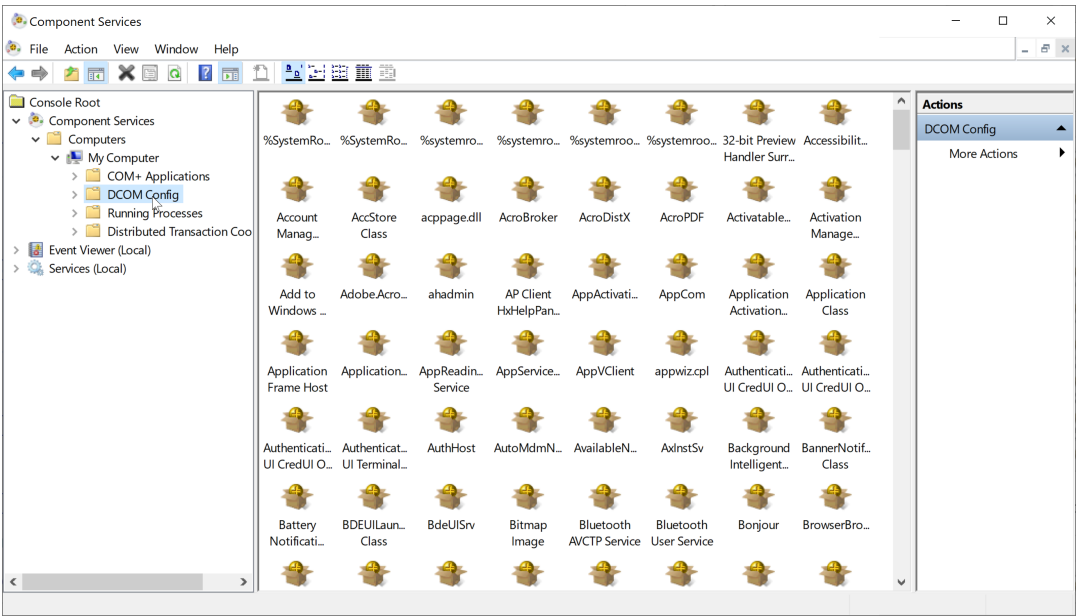 Component Services
File Action View Window Help
Console Root
Component Services
Computers
My Computer
COM+ Applications
DCOM Config
Running Processes
Distributed Transaction Coo
Event Viewer (Local)
Services (Local)
%SystemRo... %SystemRo... %systemro... %systemro... %systemroo... %systemroo... 32-bit Preview Accessibilit...
Handler Surr...
Account AccStore acppage.dll AcroBroker AcroDistX AcroPDF Activatable... Activation
Manag... Class Manage...
Add to Adobe.Acro... ahadmin AP Client AppActivati... AppCom Application Application
Windows ... HxHelpPan... Activation... Class
Application Application... AppReadin... AppService... AppVClient appwiz.cpl Authenticati... Authenticati...
Frame Host Service UI CredUI O... UI CredUI O...
Authenticati... Authenticat... AuthHost AutoMdmN... AvailableN... AxInstSv Background BannerNotif...
UI CredUI O... UI Terminal... Intelligent... Class
Battery BDEUILaun... BdeUISrv Bitmap Bluetooth Bluetooth Bonjour BrowserBro...
Notificati... Class Image AVCTP Service User Service
Actions
DCOM Config
More Actions